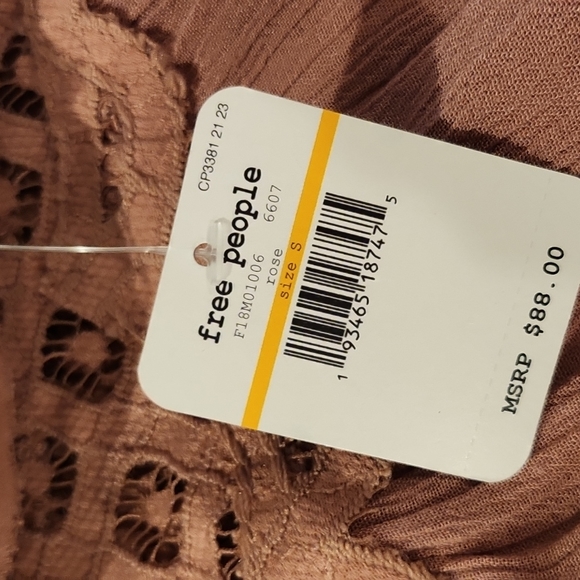 CP3381 21 23
free people
F18M01006 6607
rose
size S
1 93465 18747 5
MSRP $88.00